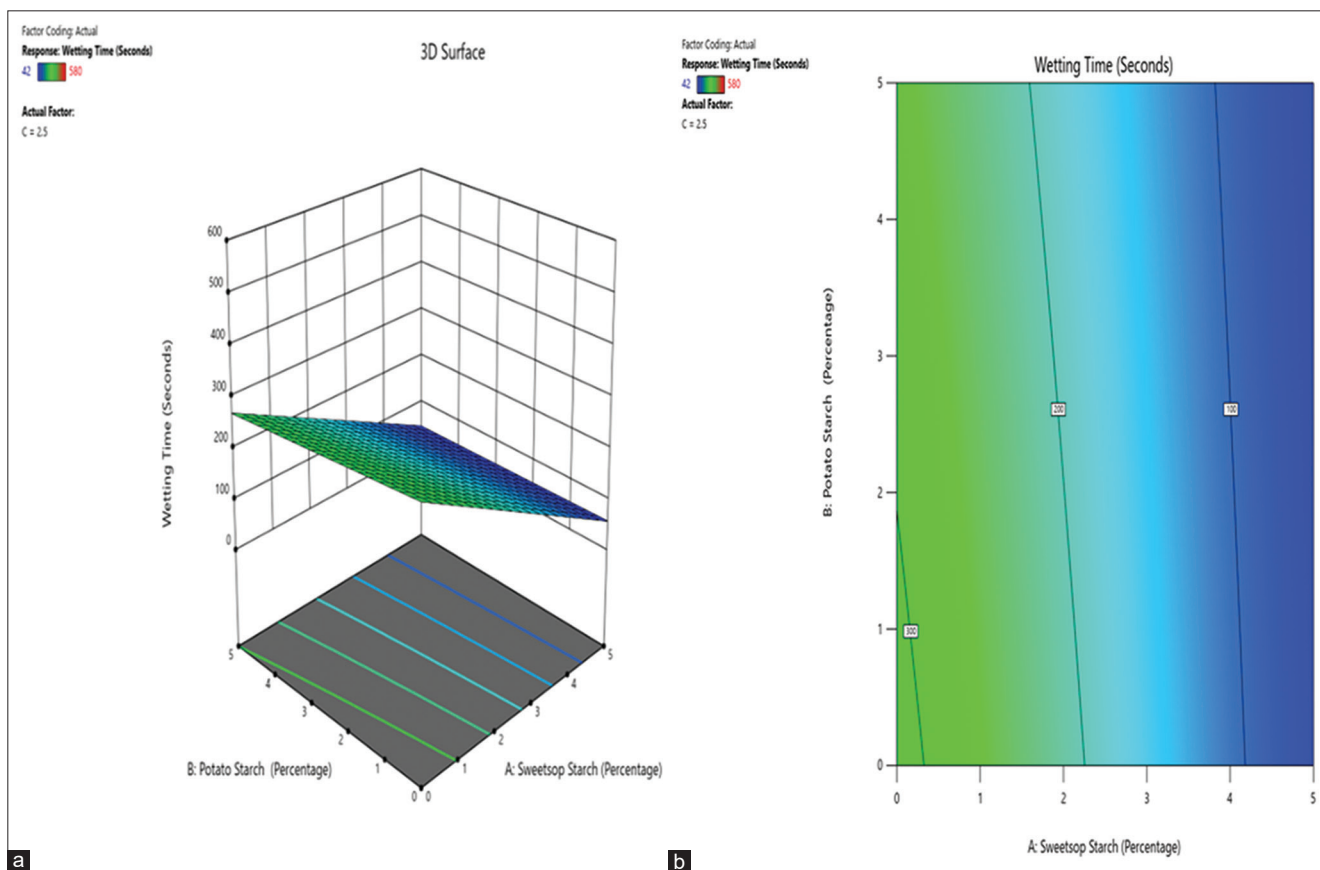 Factor Coding: Actual
Response: Wetting Time (Seconds)
42 580
Actual Factor:
C = 2.5
3D Surface
600
500
400
300
200
100
0
Wetting Time (Seconds)
5
4
3
2
1
0
B: Potato Starch (Percentage)
0
1
2
3
4
5
A: Sweetsop Starch (Percentage)
a
Factor Coding: Actual
Response: Wetting Time (Seconds)
42 580
Actual Factor:
C = 2.5
Wetting Time (Seconds)
5
4
3
2
1
0
B: Potato Starch (Percentage)
300
200
100
0 1 2 3 4 5
A: Sweetsop Starch (Percentage)
b